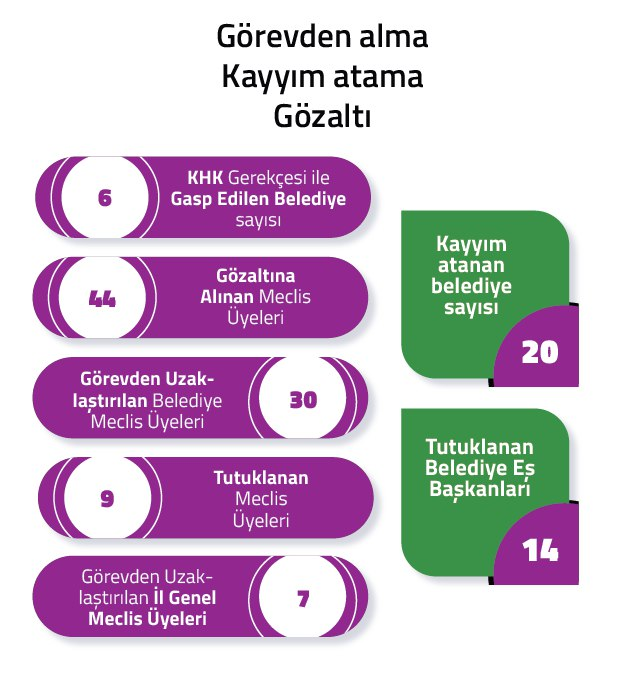 Görevden alma
Kayyım atama
Gözaltı
6
KHK Gerekçesi ile
Gasp Edilen Belediye
sayısı
44
Gözaltına
Alınan Meclis
Üyeleri
Görevden Uzak-
laştırılan Belediye
Meclis Üyeleri
30
9
Tutuklanan
Meclis
Üyeleri
Görevden Uzak-
laştırılan İl Genel
Meclis Üyeleri
7
Kayyım
atanan
belediye
sayısı
20
Tutuklanan
Belediye Eş
Başkanları
14